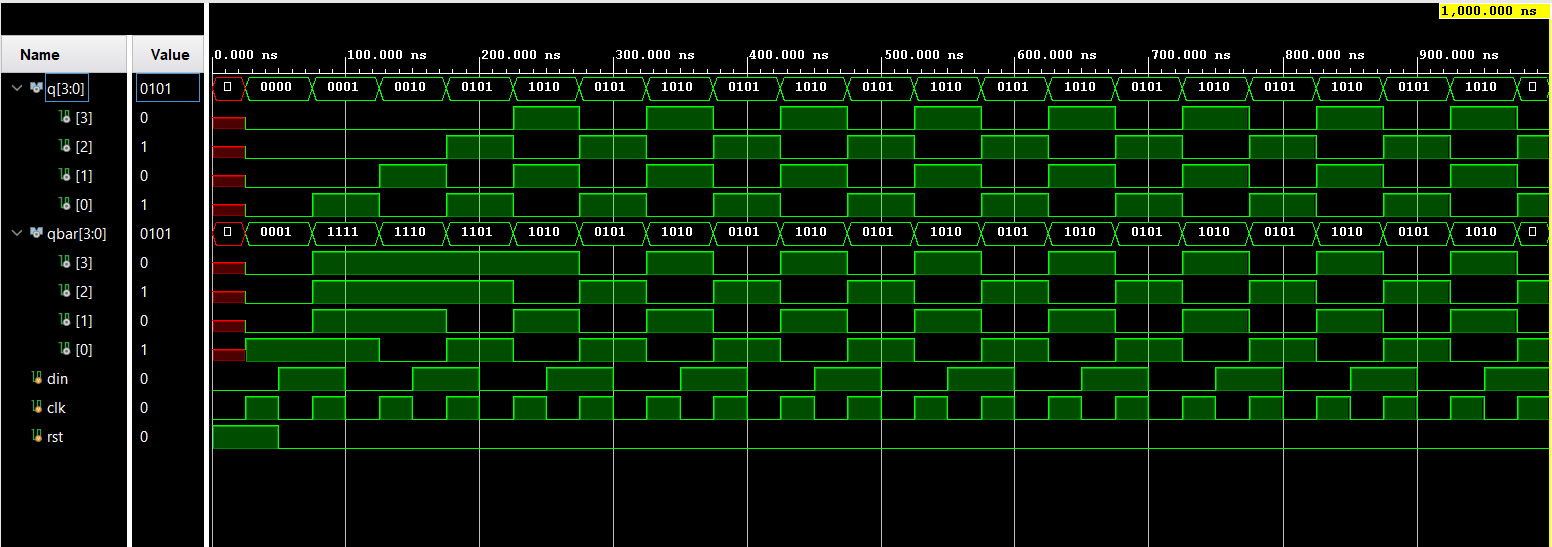 1,000.000 ns
Name Value 0.000 ns 100.000 ns 200.000 ns 300.000 ns 400.000 ns 500.000 ns 600.000 ns 700.000 ns 800.000 ns 900.000 ns
q[3:0] 0101 0000 0001 0010 0101 1010 0101 1010 0101 1010 0101 1010 0101 1010 0101 1010 0101 1010 0101 1010
[3] 0
[2] 1
[1] 0
[0] 1
qbar[3:0] 0101 0001 1111 1110 1101 1010 0101 1010 0101 1010 0101 1010 0101 1010 0101 1010 0101 1010 0101 1010
[3] 0
[2] 1
[1] 0
[0] 1
din 0
clk 0
rst 0